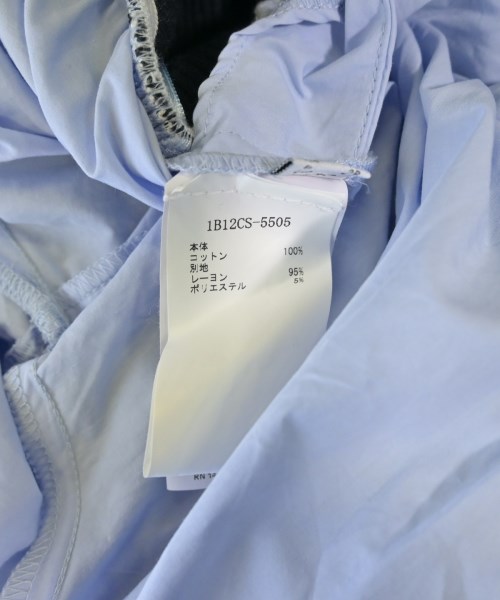 1B12CS-5505
本体
コットン 100%
別地
レーヨン 95%
ポリエステル 5%